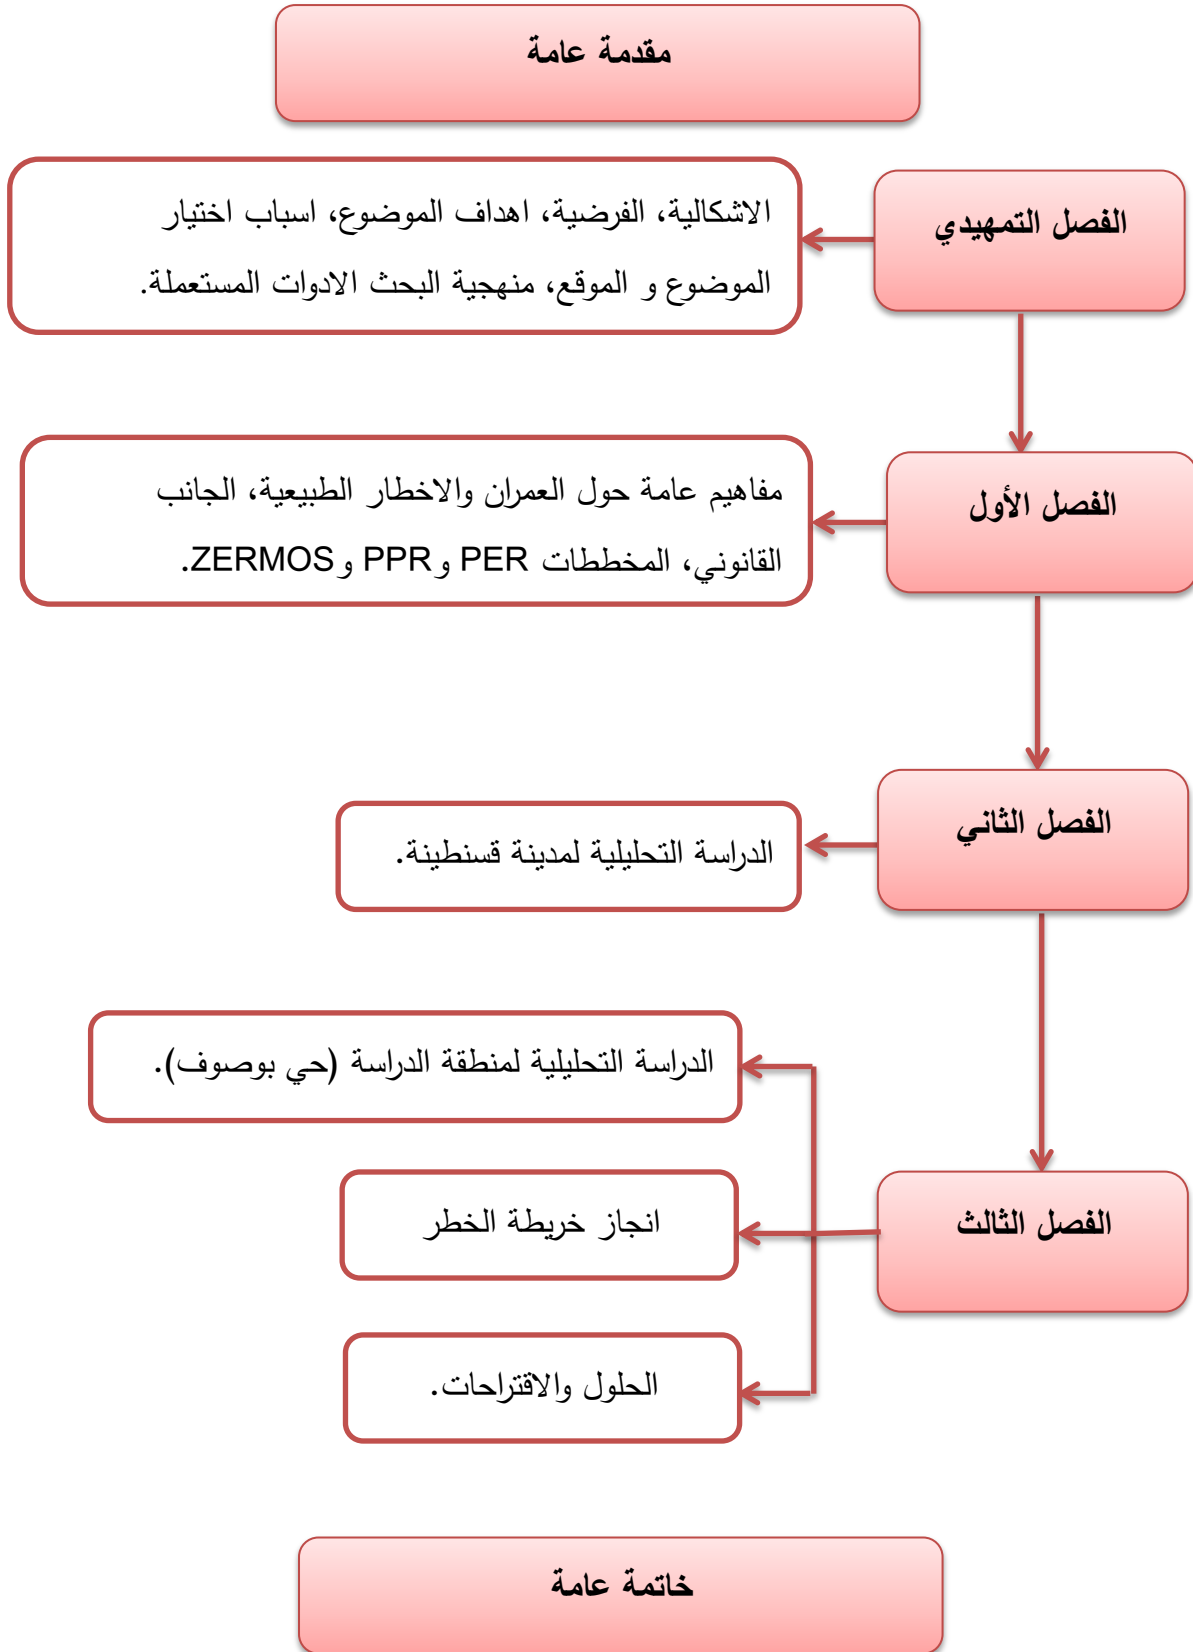 مقدمة عامة
الفصل التمهيدي
الاشكالية، الفرضية، اهداف الموضوع، اسباب اختيار
الموضوع و الموقع، منهجية البحث الادوات المستعملة.
الفصل الأول
مفاهيم عامة حول العمران والاخطار الطبيعية، الجانب
القانوني، المخططات PER وPPR وZERMOS.
الفصل الثاني
الدراسة التحليلية لمدينة قسنطينة.
الفصل الثالث
الدراسة التحليلية لمنطقة الدراسة (حي بوصوف).
انجاز خريطة الخطر
الحلول والاقتراحات.
خاتمة عامة